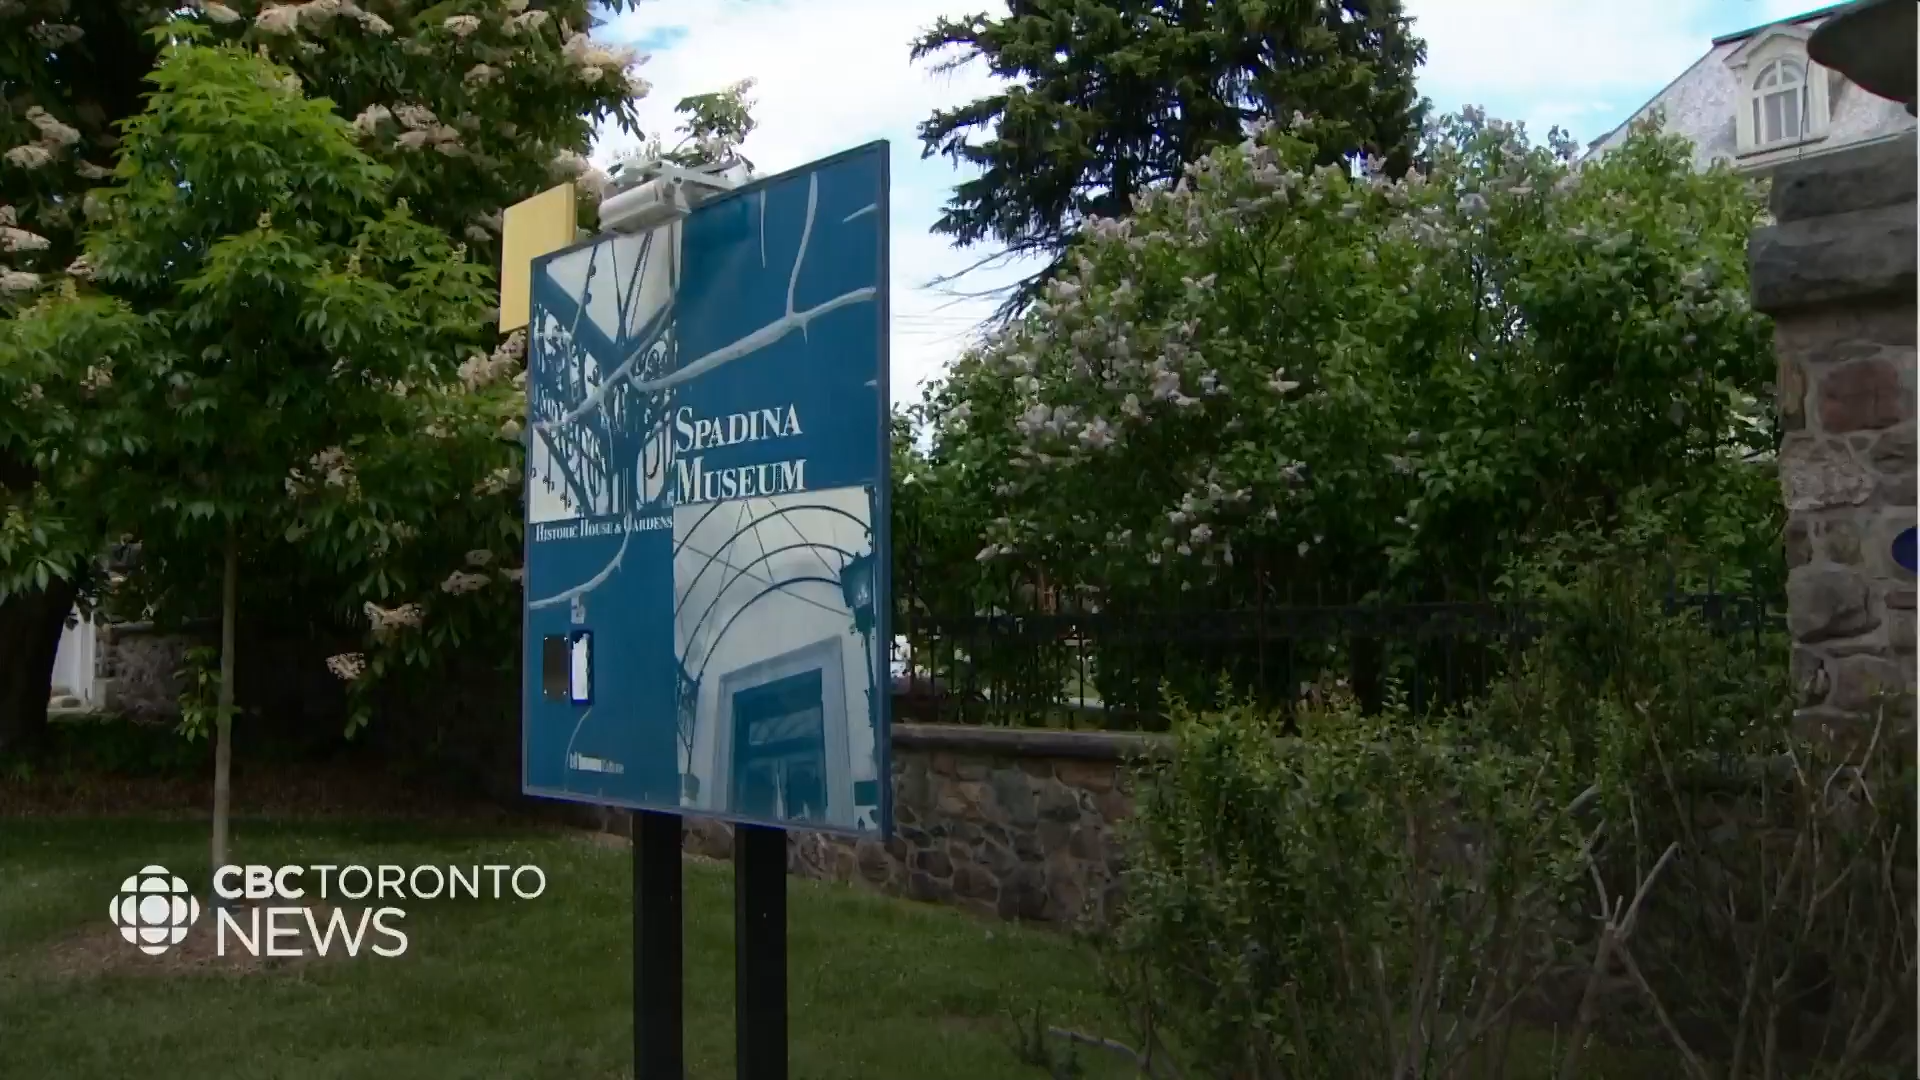 SPADINA
MUSEUM
HISTORIC HOUSE & GARDENS
CBC TORONTO
NEWS